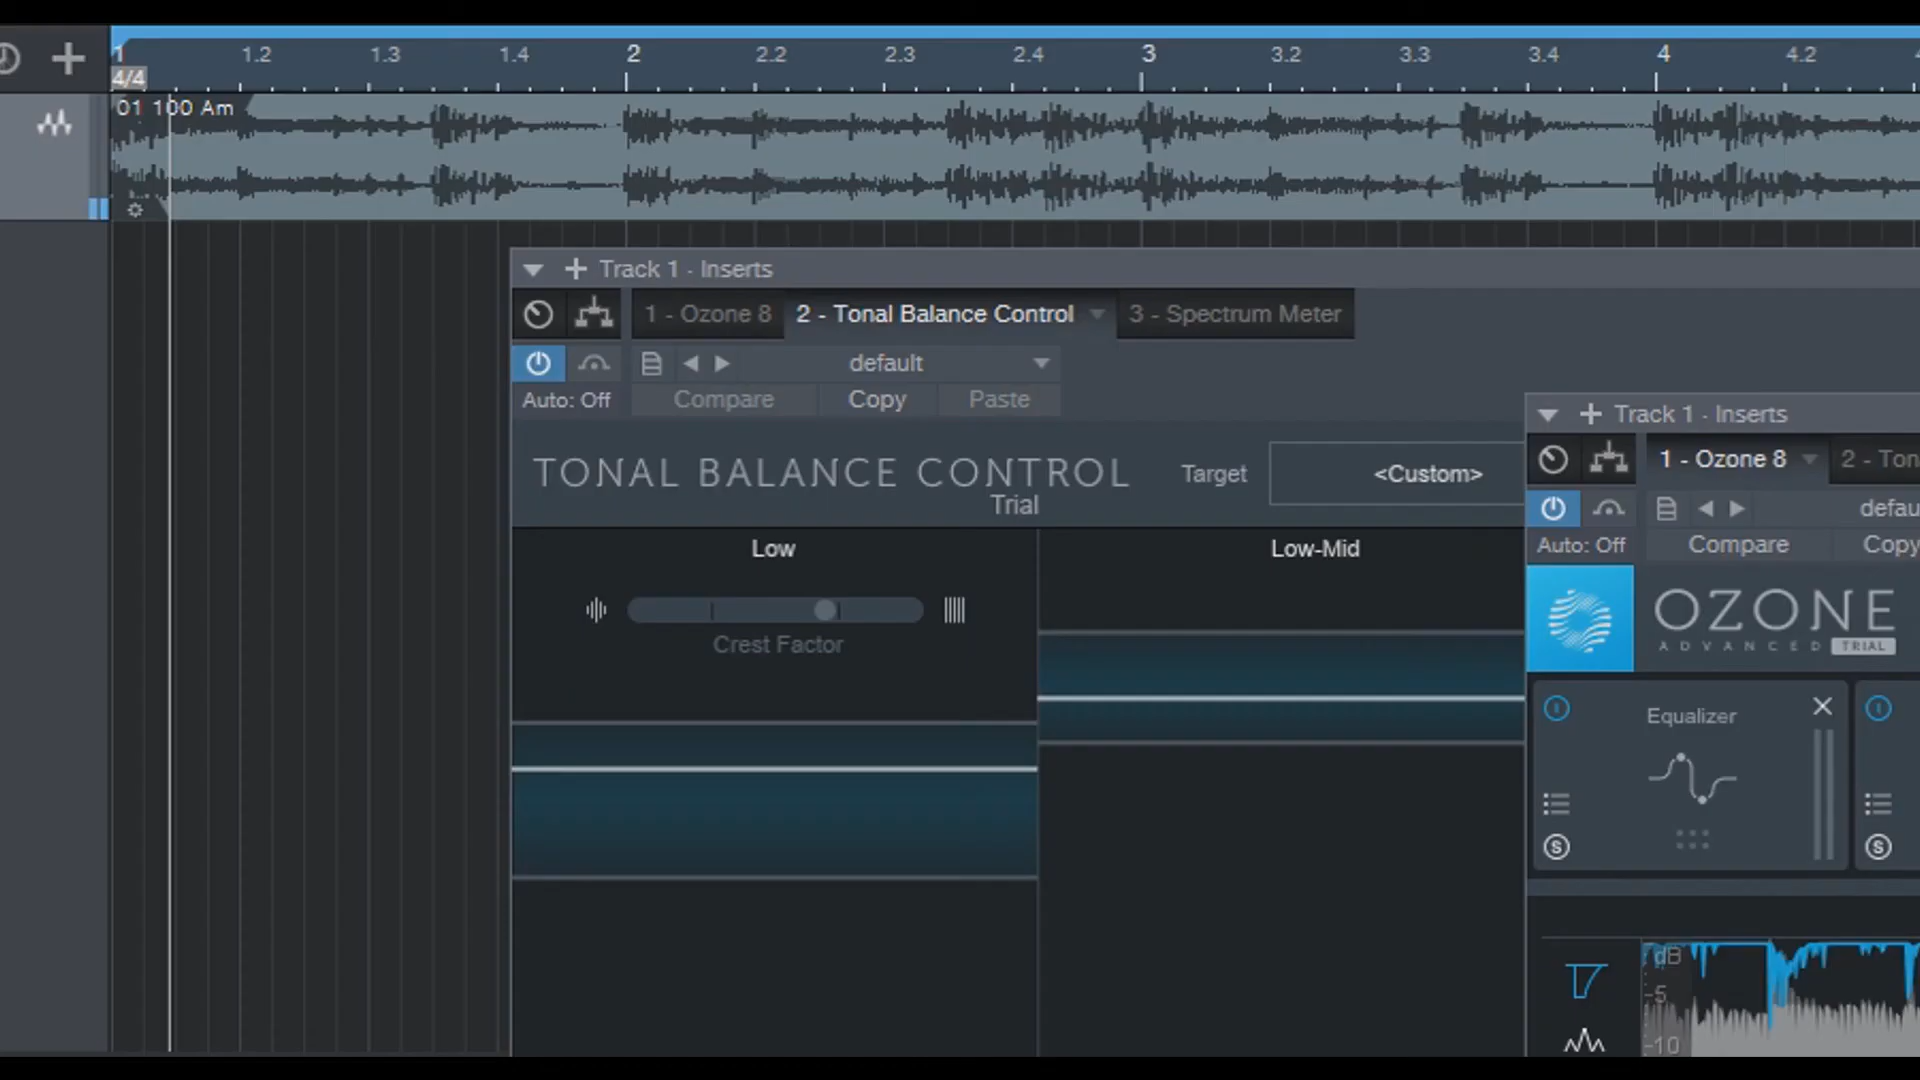 1 1.2 1.3 1.4 2 2.2 2.3 2.4 3 3.2 3.3 3.4 4 4.2
4/4
01 100 Am
Track 1 - Inserts
1 - Ozone 8 2 - Tonal Balance Control 3 - Spectrum Meter
default
Auto: Off Compare Copy Paste
TONAL BALANCE CONTROL
Trial
Target <Custom>
Low Low-Mid
Crest Factor
Track 1 - Inserts
1 - Ozone 8 2 - Ton
defau
Auto: Off Compare Copy
OZONE
ADVANCED TRIAL
Equalizer
S S
dB
-5
-10